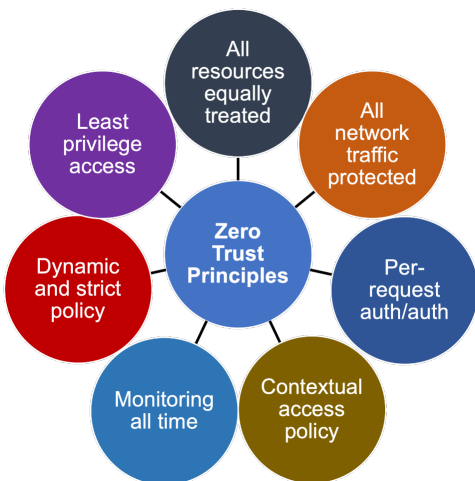 All
resources
equally
treated
All
network
traffic
protected
Per-
request
auth/auth
Contextual
access
policy
Monitoring
all time
Dynamic
and strict
policy
Least
privilege
access
Zero
Trust
Principles